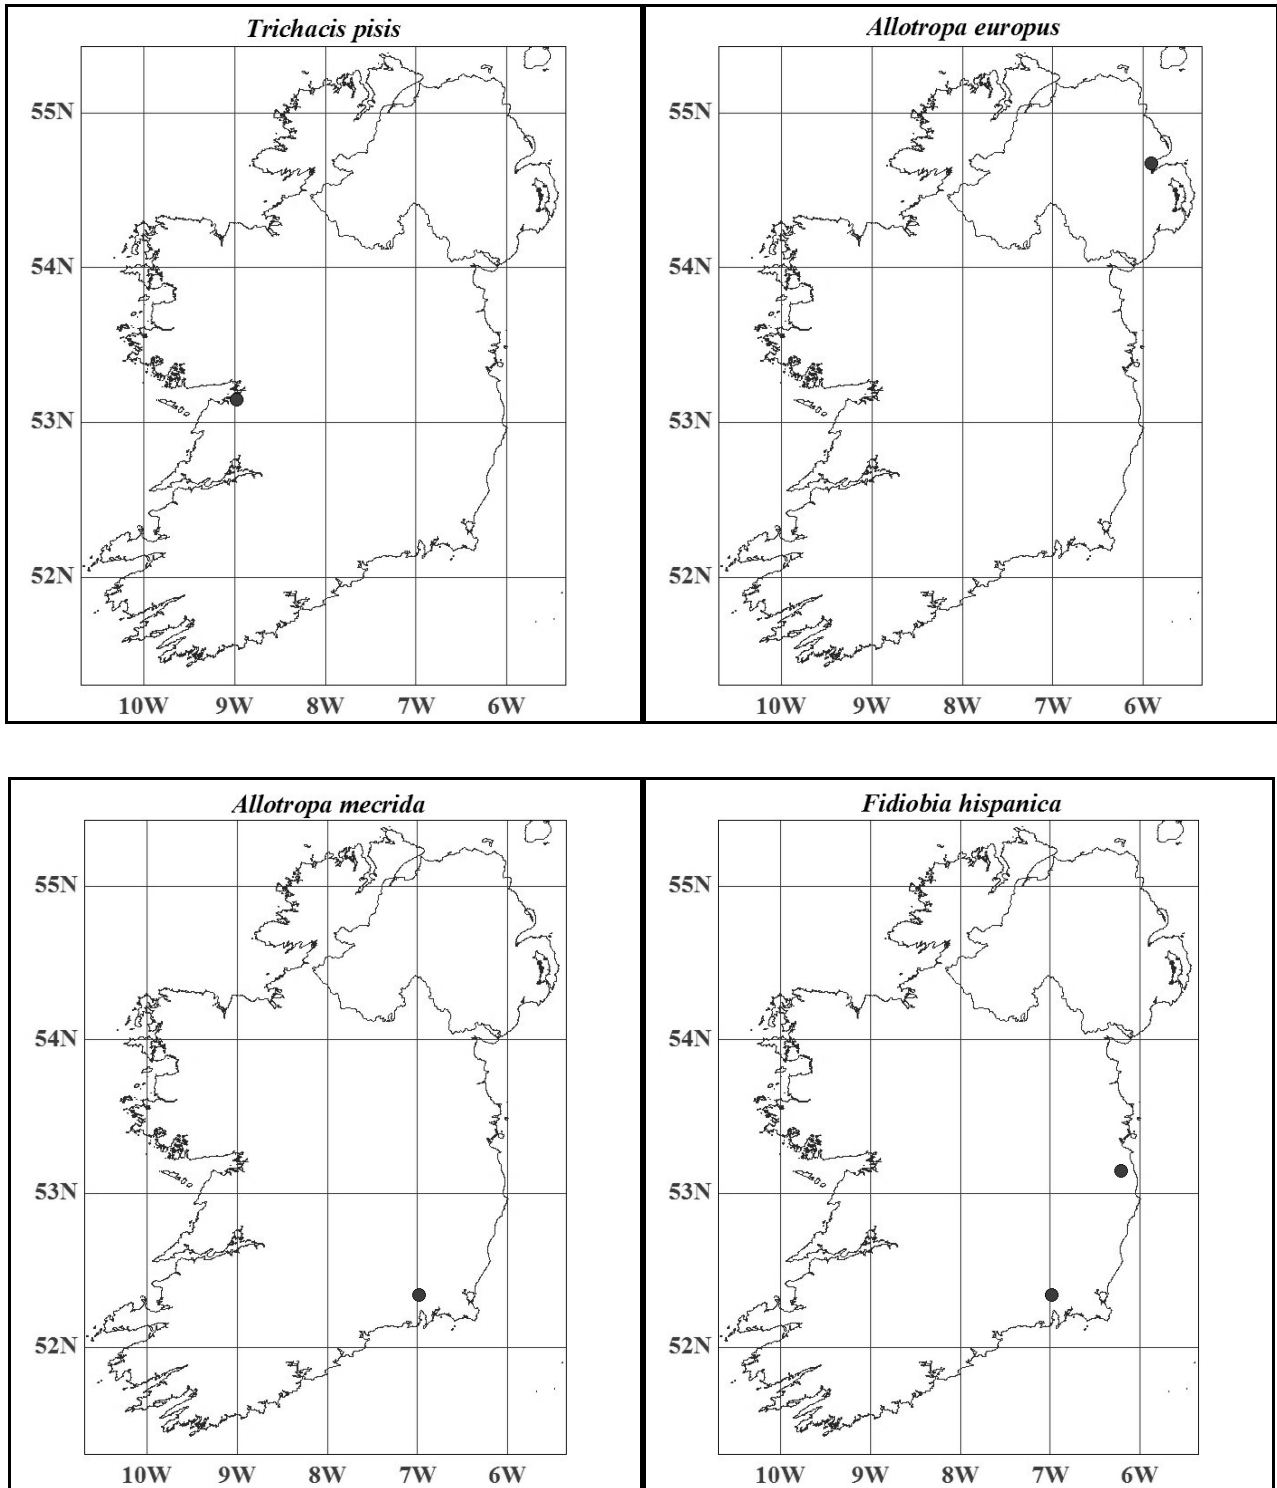 Trichacis pisis
55N
54N
53N
52N
10W 9W 8W 7W 6W
Allotropa europus
55N
54N
53N
52N
10W 9W 8W 7W 6W
Allotropa mecrida
55N
54N
53N
52N
10W 9W 8W 7W 6W
Fidiobia hispanica
55N
54N
53N
52N
10W 9W 8W 7W 6W